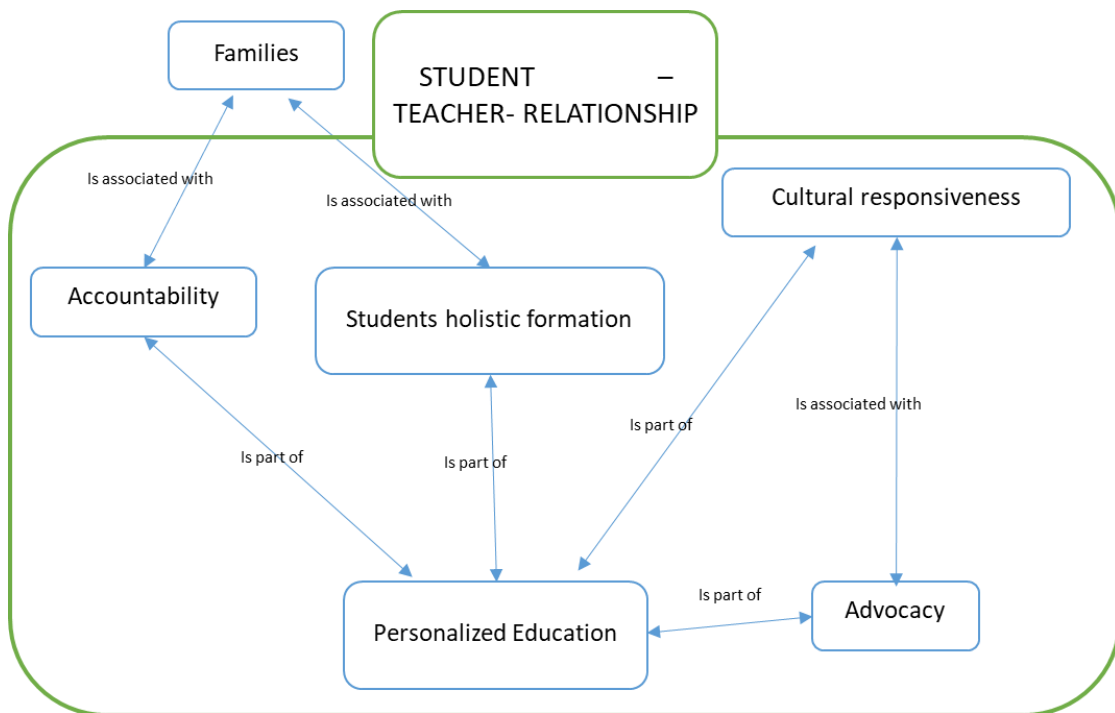 Families
STUDENT –
TEACHER- RELATIONSHIP
Is associated with
Is associated with
Cultural responsiveness
Accountability
Students holistic formation
Is associated with
Is part of
Is part of
Is part of
Is part of
Advocacy
Personalized Education